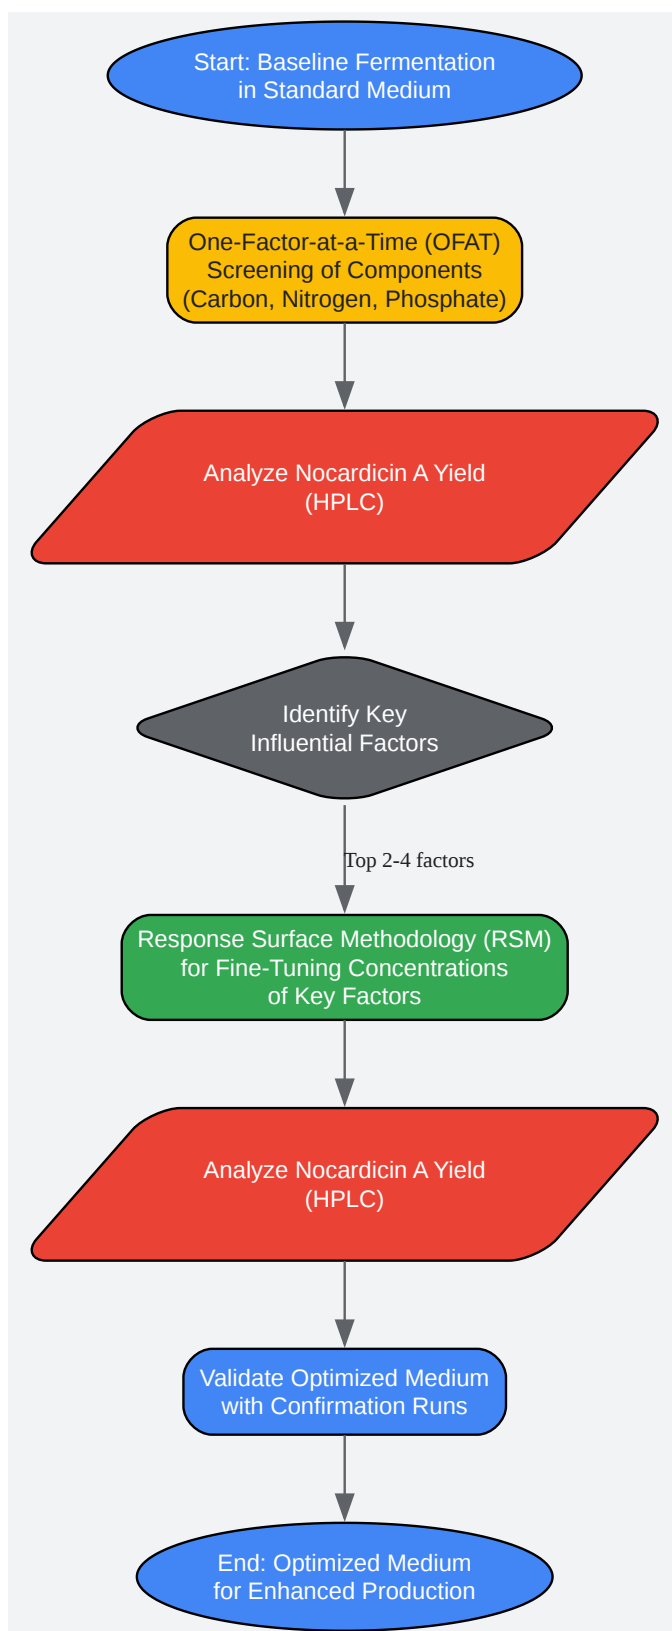 Start: Baseline Fermentation
in Standard Medium
One-Factor-at-a-Time (OFAT)
Screening of Components
(Carbon, Nitrogen, Phosphate)
Analyze Nocardicin A Yield
(HPLC)
Identify Key
Influential Factors
Top 2-4 factors
Response Surface Methodology (RSM)
for Fine-Tuning Concentrations
of Key Factors
Analyze Nocardicin A Yield
(HPLC)
Validate Optimized Medium
with Confirmation Runs
End: Optimized Medium
for Enhanced Production